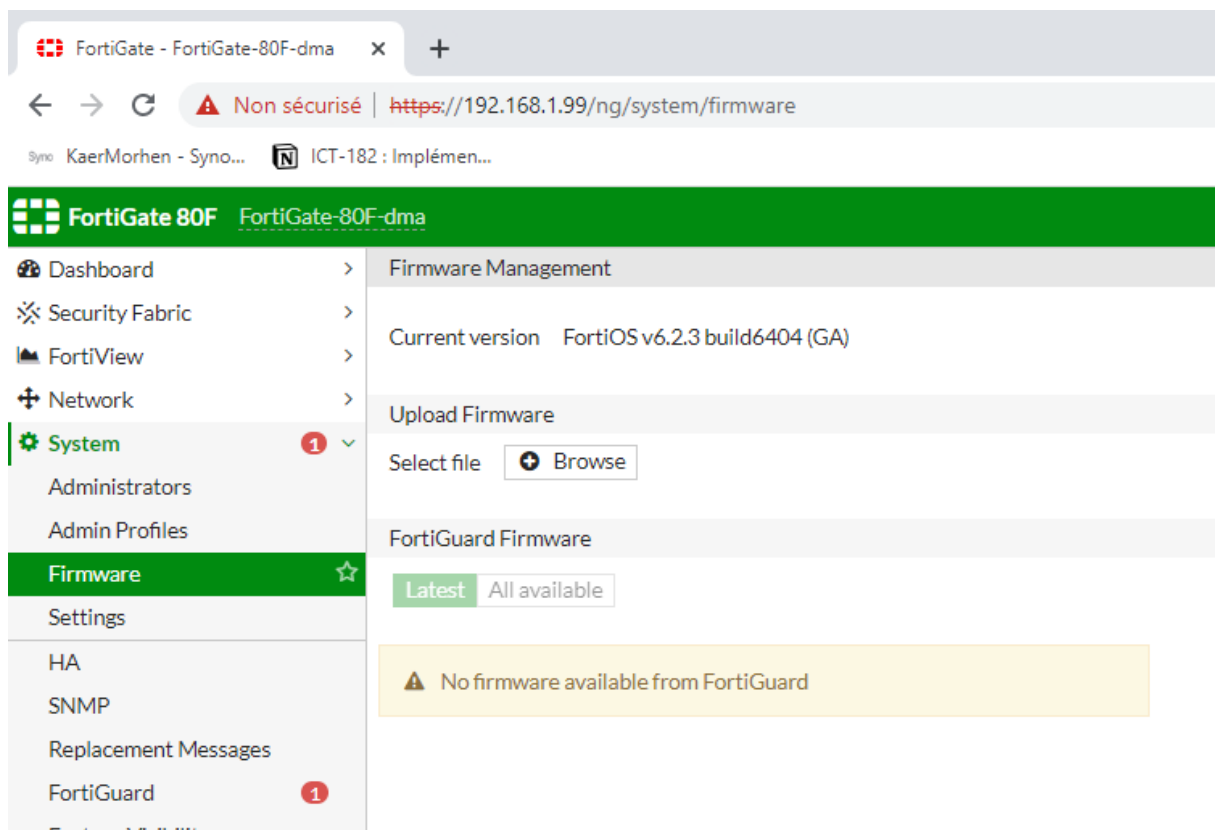 FortiGate - FortiGate-80F-dma
Non sécurisé | https://192.168.1.99/ng/system/firmware
Syno KaerMorhen - Syno... ICT-182 : Implémen...
FortiGate 80F FortiGate-80F-dma
Dashboard
Security Fabric
FortiView
Network
System 1
Administrators
Admin Profiles
Firmware
Settings
HA
SNMP
Replacement Messages
FortiGuard 1
Firmware Management
Current version FortiOS v6.2.3 build6404 (GA)
Upload Firmware
Select file Browse
FortiGuard Firmware
Latest All available
No firmware available from FortiGuard